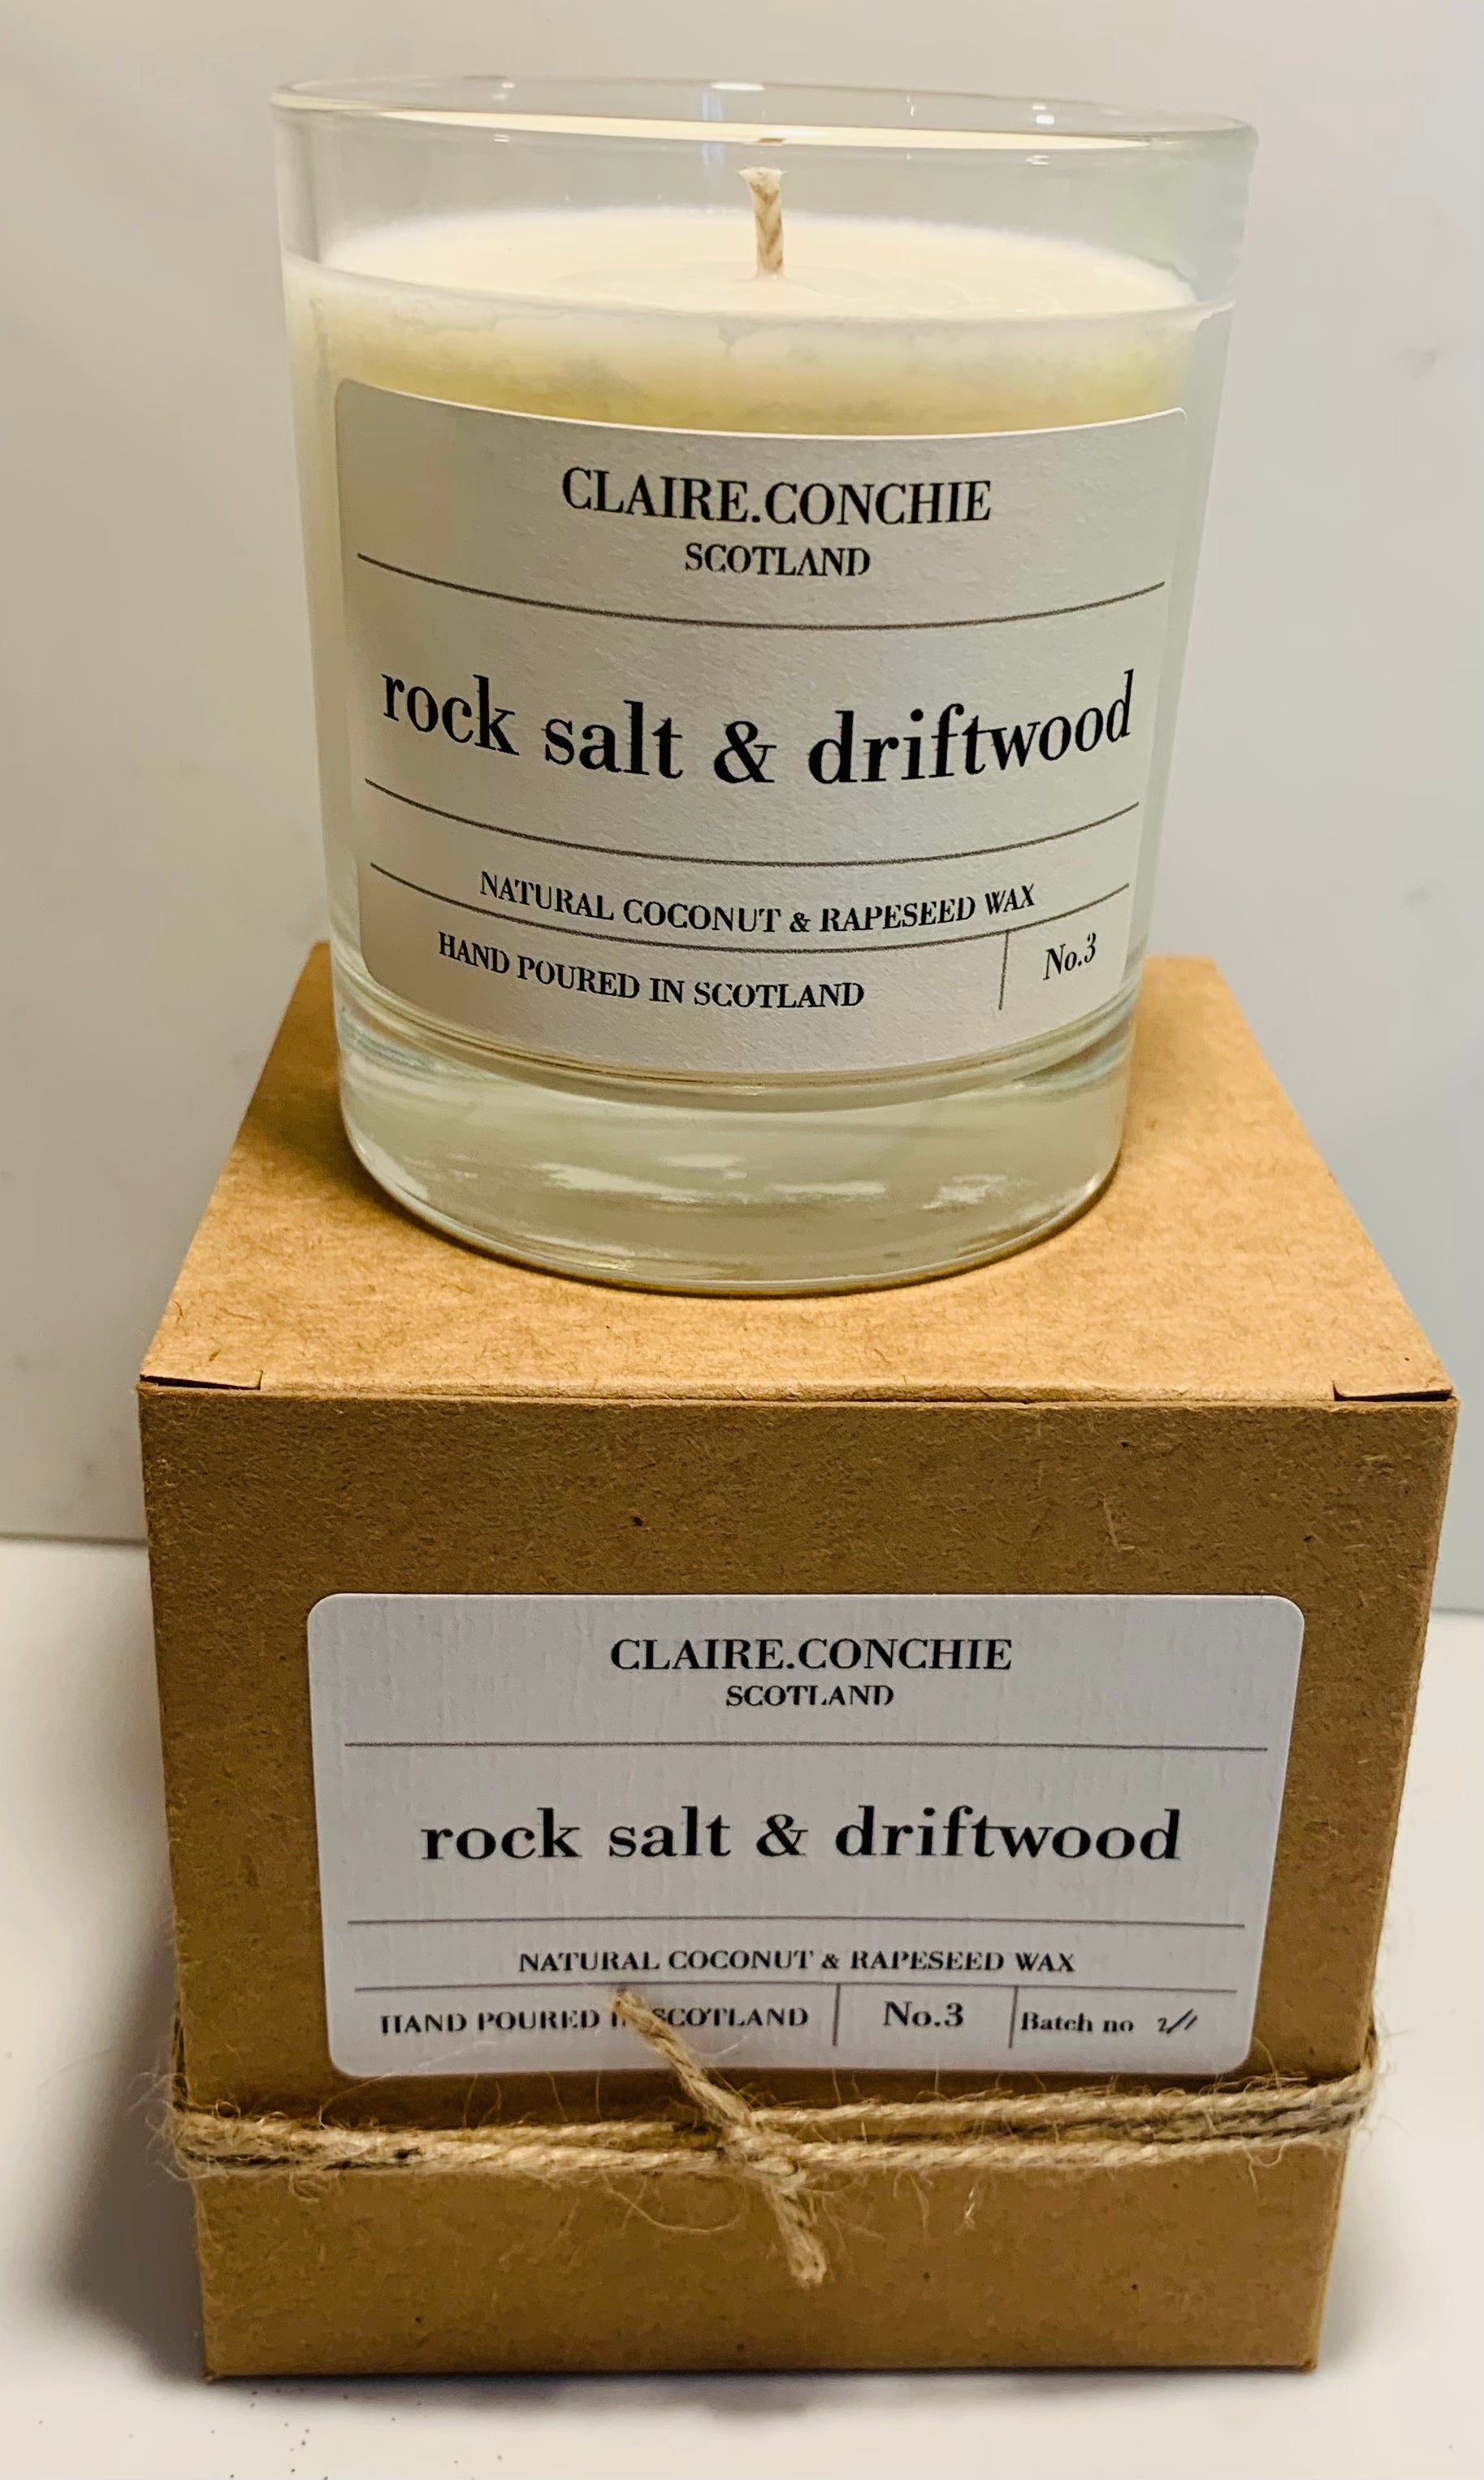 CLAIRE.CONCHIE
SCOTLAND
rock salt & driftwood
NATURAL COCONUT & RAPESEED WAX
HAND POURED IN SCOTLAND
No.3
CLAIRE.CONCHIE
SCOTLAND
rock salt & driftwood
NATURAL COCONUT & RAPESEED WAX
HAND POURED IN SCOTLAND
No.3
Batch no